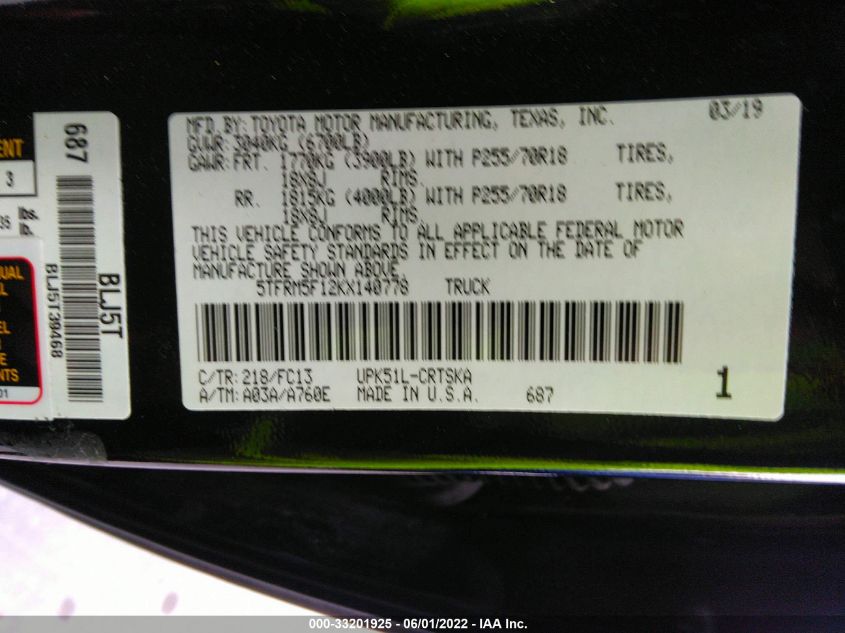 MFD.BY:TOYOTA MOTOR MANUFACTURING, TEXAS, INC. 03/19
GVWR:3040KG (6700LB)
GAWR:FRT. 1770KG (3900LB) WITH P255/70R18 TIRES,
18X8J RIMS.
RR. 1815KG (4000LB) WITH P255/70R18 TIRES,
18X8J RIMS.
THIS VEHICLE CONFORMS TO ALL APPLICABLE FEDERAL MOTOR
VEHICLE SAFETY STANDARDS IN EFFECT ON THE DATE OF
MANUFACTURE SHOWN ABOVE.
5TFRM5F12KX140778 TRUCK
C/TR:218/FC13 UPK51L-CRTSKA
A/TM:A03A/A760E MADE IN U.S.A. 687 1
687
BLJ5T
BLJ5T39468
3
lbs.
lb.
000-33201925 - 06/01/2022 - IAA Inc.